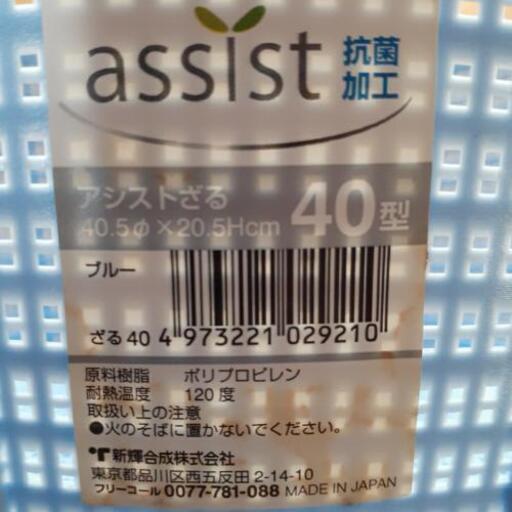 assist 抗菌
加工
アシストざる
40.5φ×20.5Hcm 40型
ブルー
ざる40 4 973221 029210
原料樹脂 ポリプロピレン
耐熱温度 120度
取扱い上の注意
●火のそばに置かないでください。
新輝合成株式会社
東京都品川区西五反田2-14-10
フリーコール 0077-781-088 MADE IN JAPAN